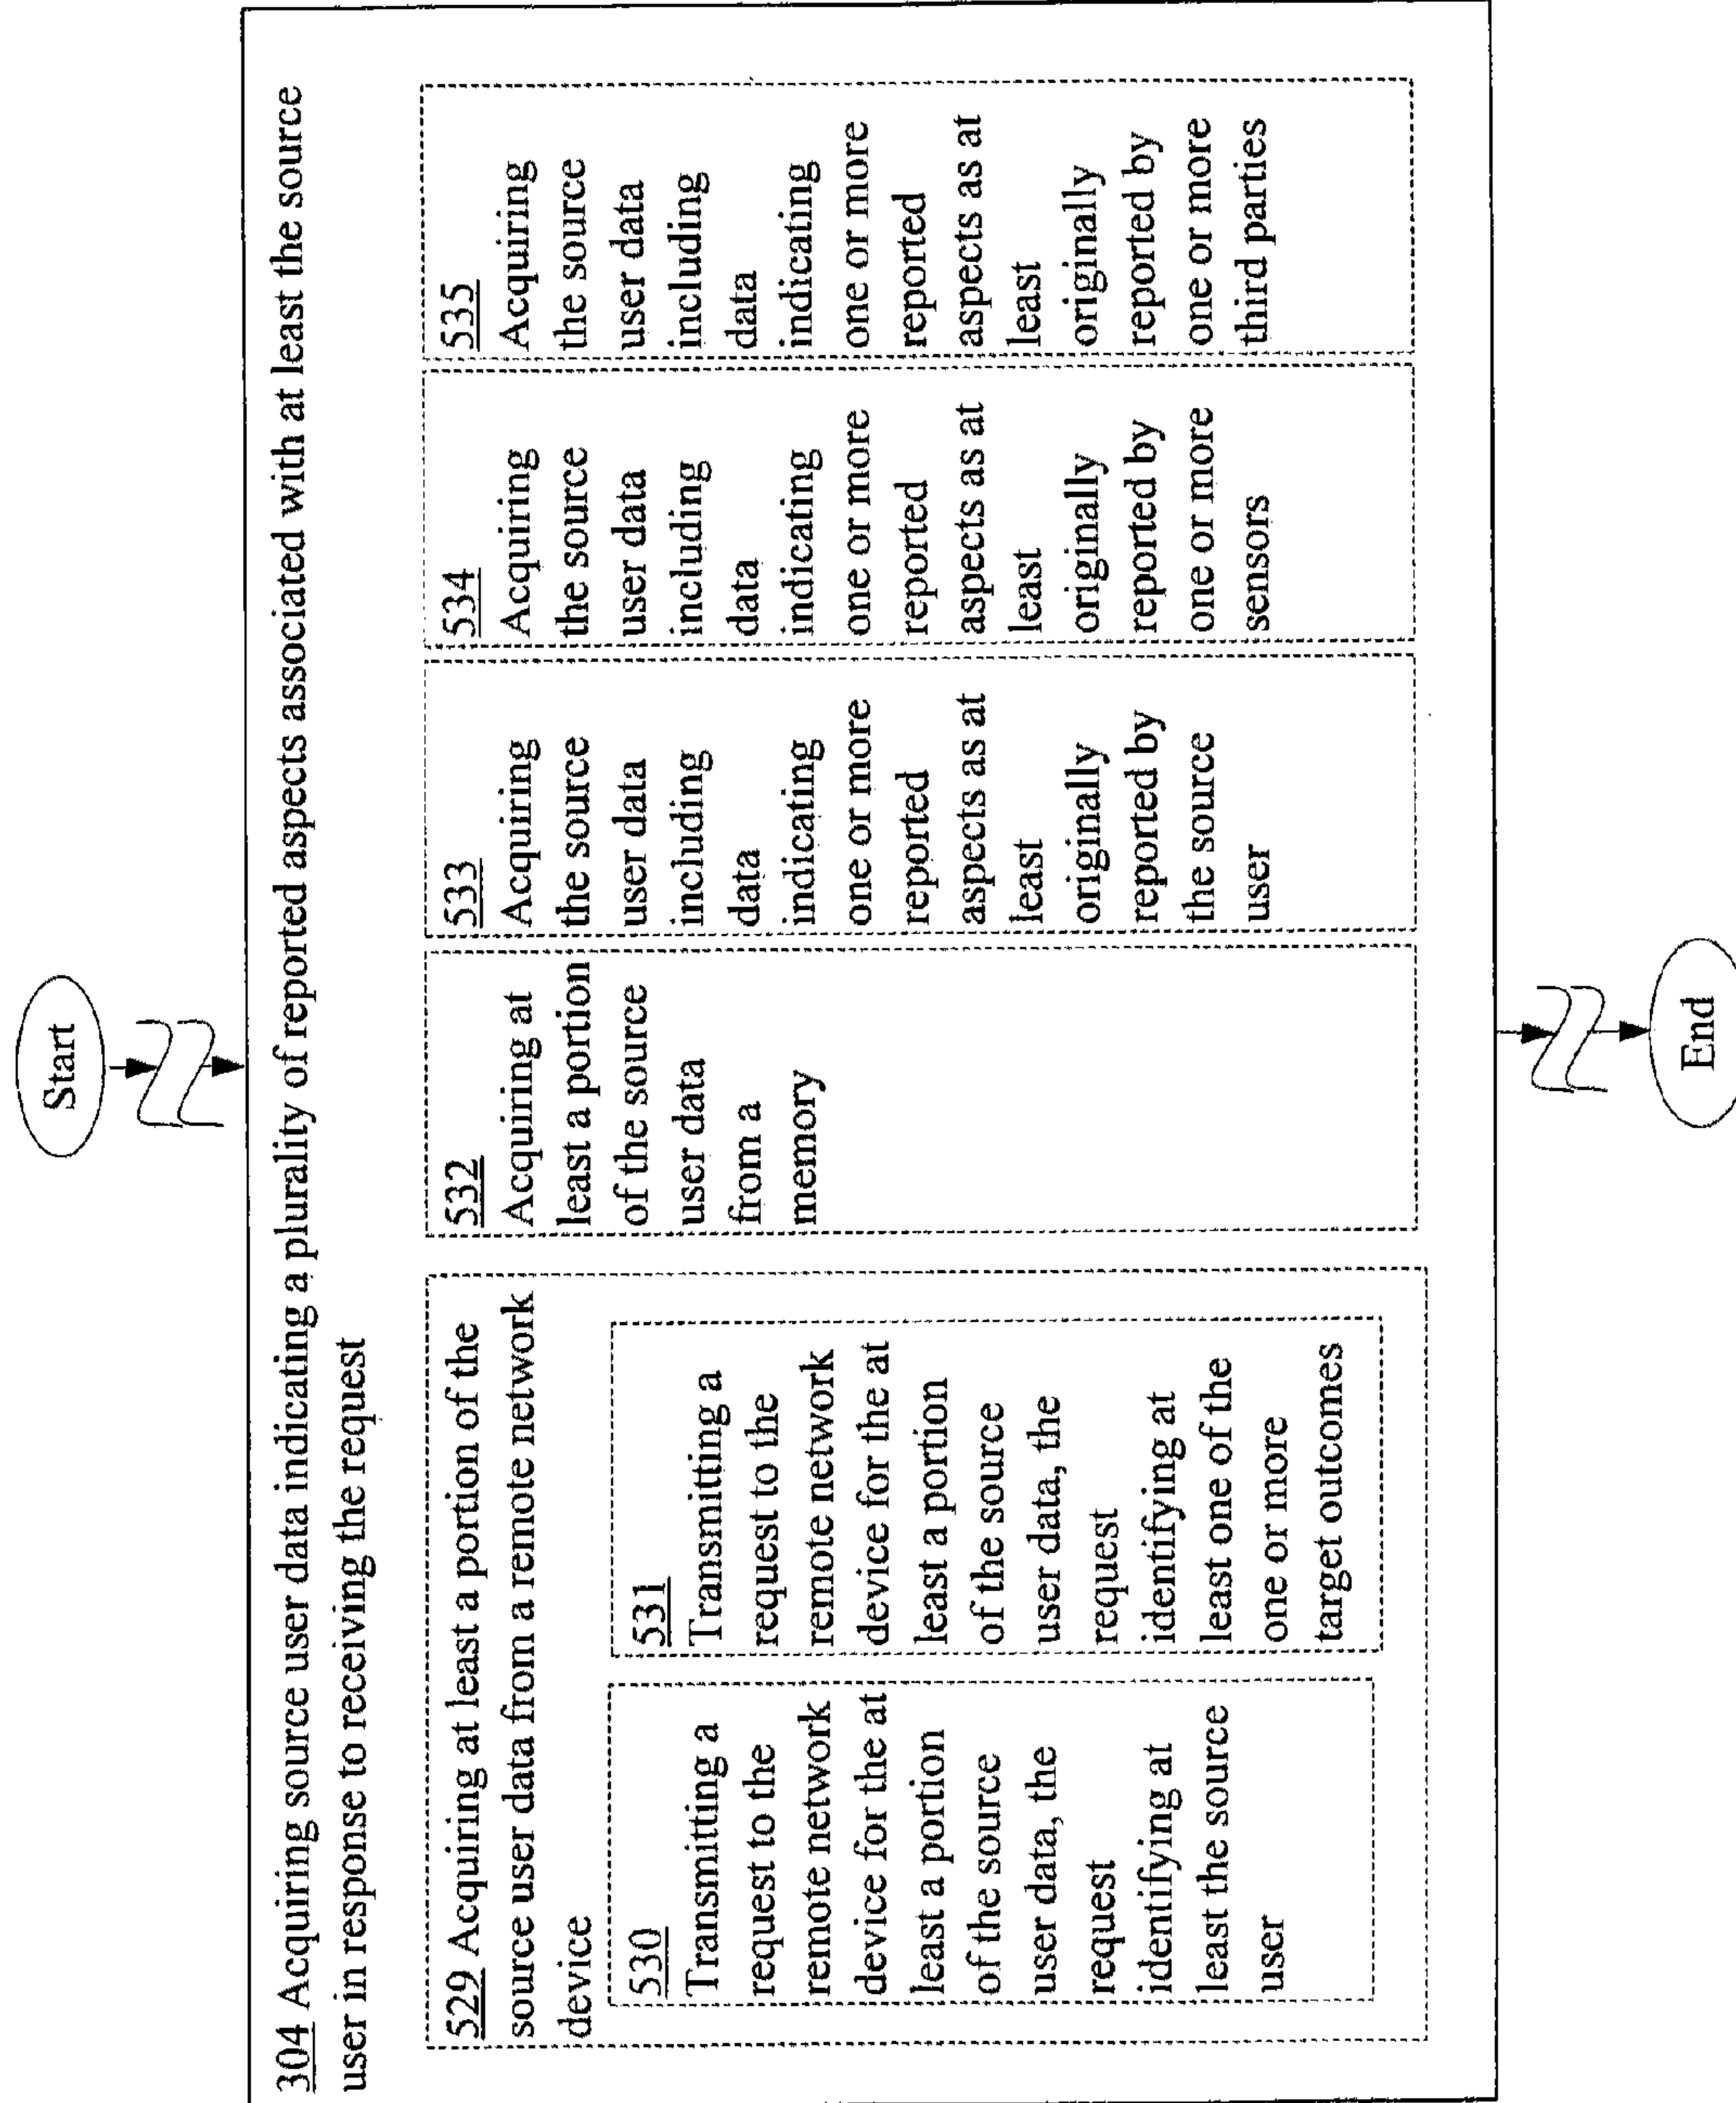 Start
304 Acquiring source user data indicating a plurality of reported aspects associated with at least the source
user in response to receiving the request
529 Acquiring at least a portion of the
source user data from a remote network
device
530
Transmitting a
request to the
remote network
device for the at
least a portion
of the source
user data, the
request
identifying at
least the source
user
531
Transmitting a
request to the
remote network
device for the at
least a portion
of the source
user data, the
request
identifying at
least one of the
one or more
target outcomes
532
Acquiring at
least a portion
of the source
user data
from a
memory
533
Acquiring
the source
user data
including
data
indicating
one or more
reported
aspects as at
least
originally
reported by
the source
user
534
Acquiring
the source
user data
including
data
indicating
one or more
reported
aspects as at
least
originally
reported by
one or more
sensors
535
Acquiring
the source
user data
including
data
indicating
one or more
reported
aspects as at
least
originally
reported by
one or more
third parties
End